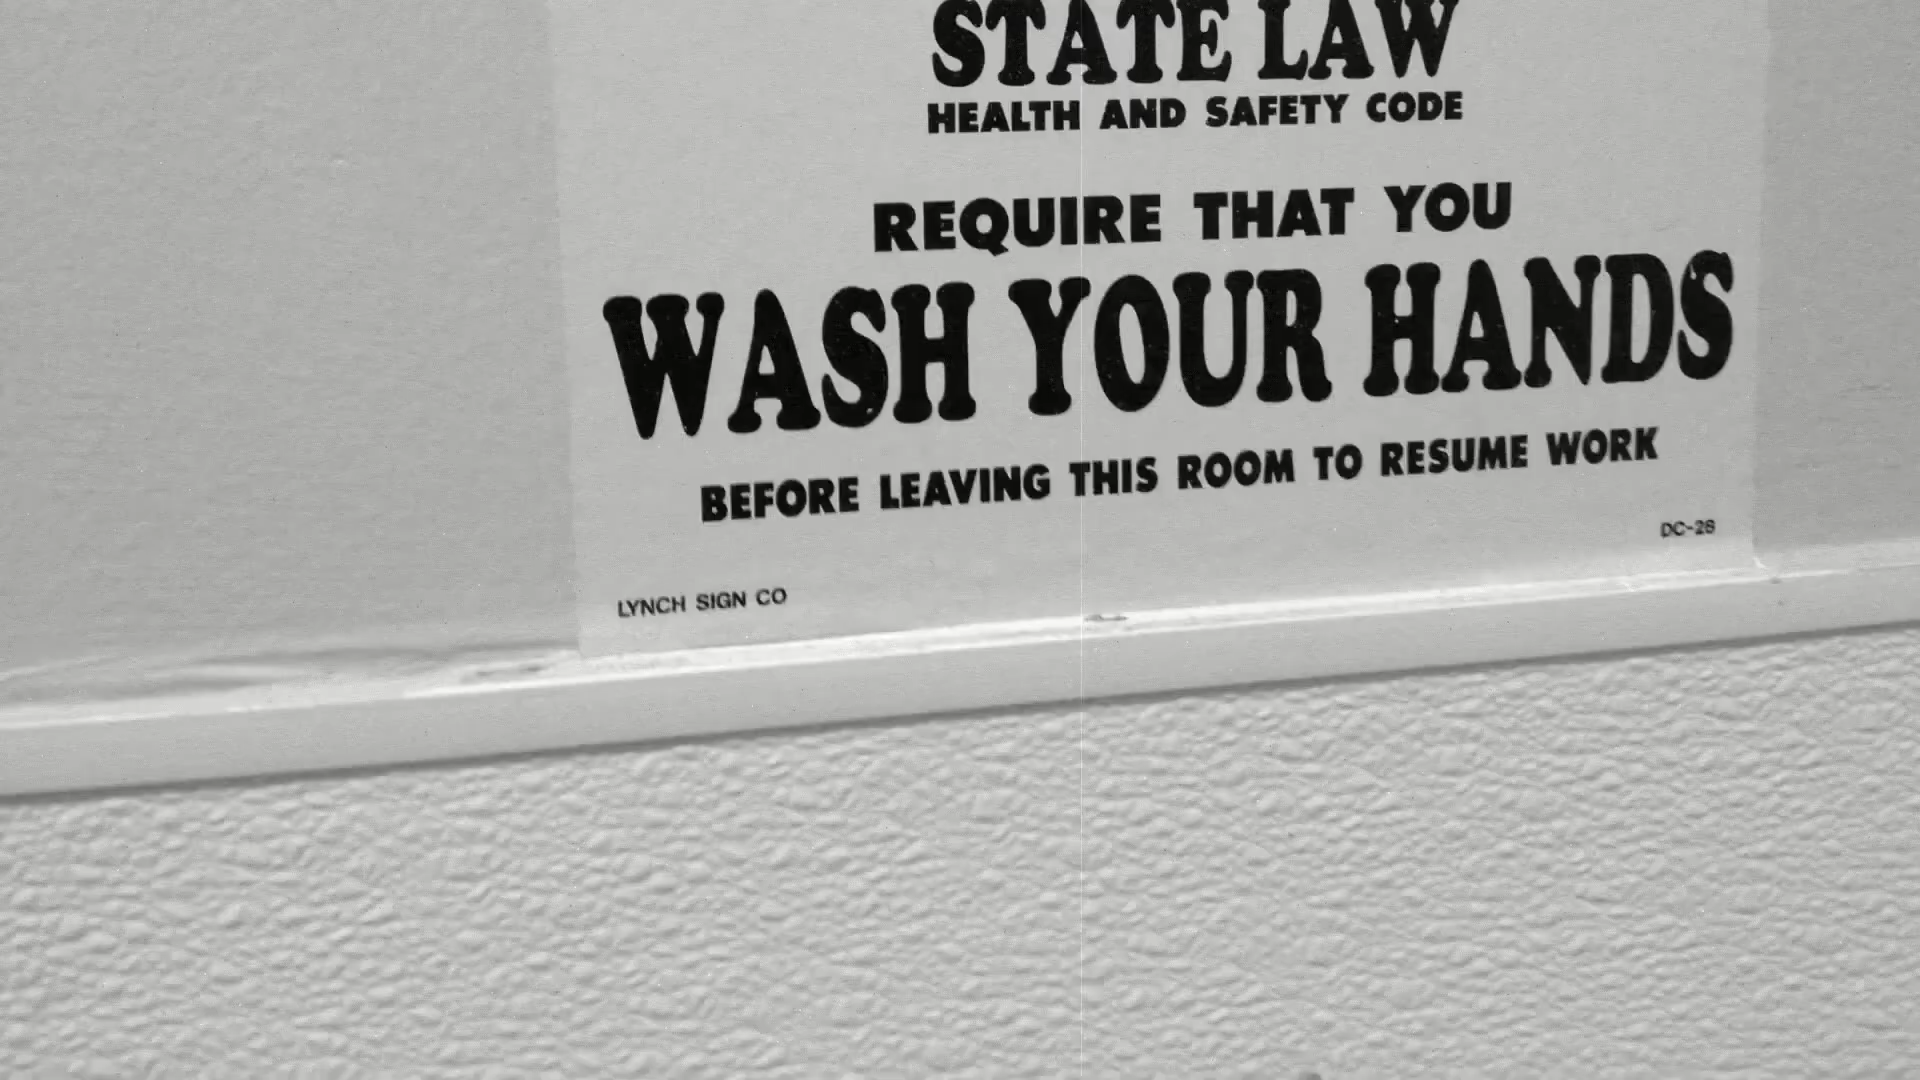 STATE LAW
HEALTH AND SAFETY CODE
REQUIRE THAT YOU
WASH YOUR HANDS
BEFORE LEAVING THIS ROOM TO RESUME WORK
DC-28
LYNCH SIGN CO